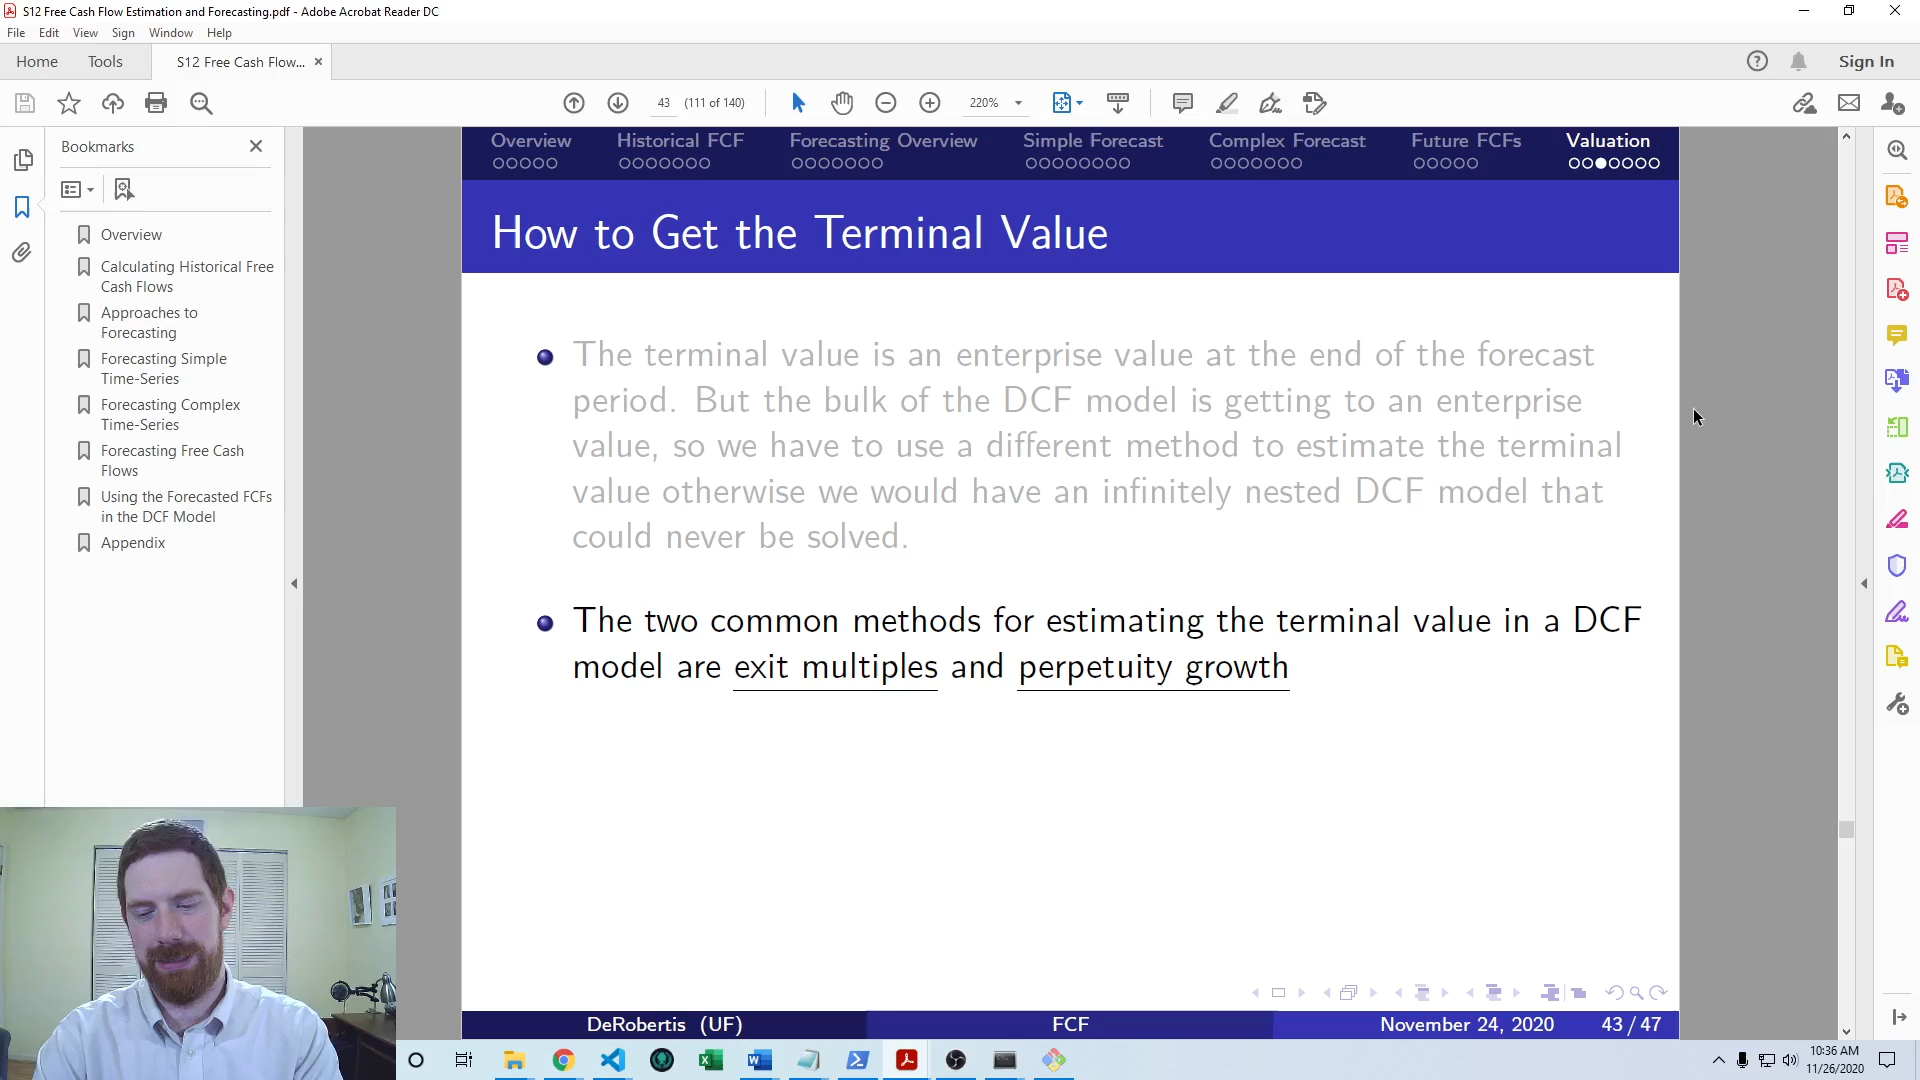 S12 Free Cash Flow Estimation and Forecasting.pdf - Adobe Acrobat Reader DC
File Edit View Sign Window Help
Home Tools S12 Free Cash Flow... × Sign In
43 (111 of 140) 220%
Bookmarks
Overview
Calculating Historical Free
Cash Flows
Approaches to
Forecasting
Forecasting Simple
Time-Series
Forecasting Complex
Time-Series
Forecasting Free Cash
Flows
Using the Forecasted FCFs
in the DCF Model
Appendix
Overview Historical FCF Forecasting Overview Simple Forecast Complex Forecast Future FCFs Valuation
How to Get the Terminal Value
The terminal value is an enterprise value at the end of the forecast
period. But the bulk of the DCF model is getting to an enterprise
value, so we have to use a different method to estimate the terminal
value otherwise we would have an infinitely nested DCF model that
could never be solved.
The two common methods for estimating the terminal value in a DCF
model are exit multiples and perpetuity growth
DeRobertis (UF) FCF November 24, 2020 43 / 47
10:36 AM
11/26/2020